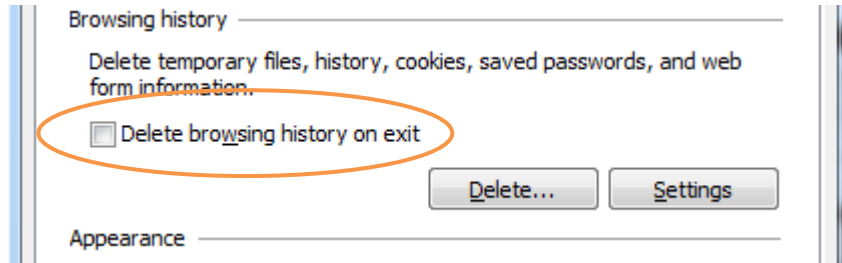 Browsing history
Delete temporary files, history, cookies, saved passwords, and web
form information.
Delete browsing history on exit
Delete... Settings
Appearance